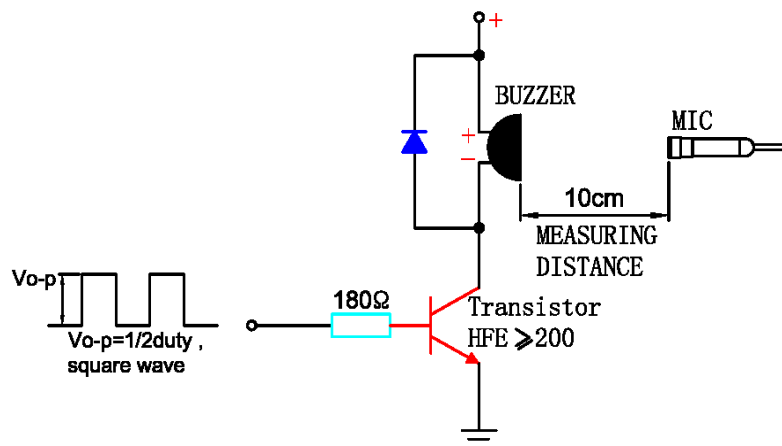 +
BUZZER
MIC
+
−
10cm
MEASURING
DISTANCE
Vo-p
180Ω
Transistor
HFE ⩾200
Vo-p=1/2duty ,
square wave